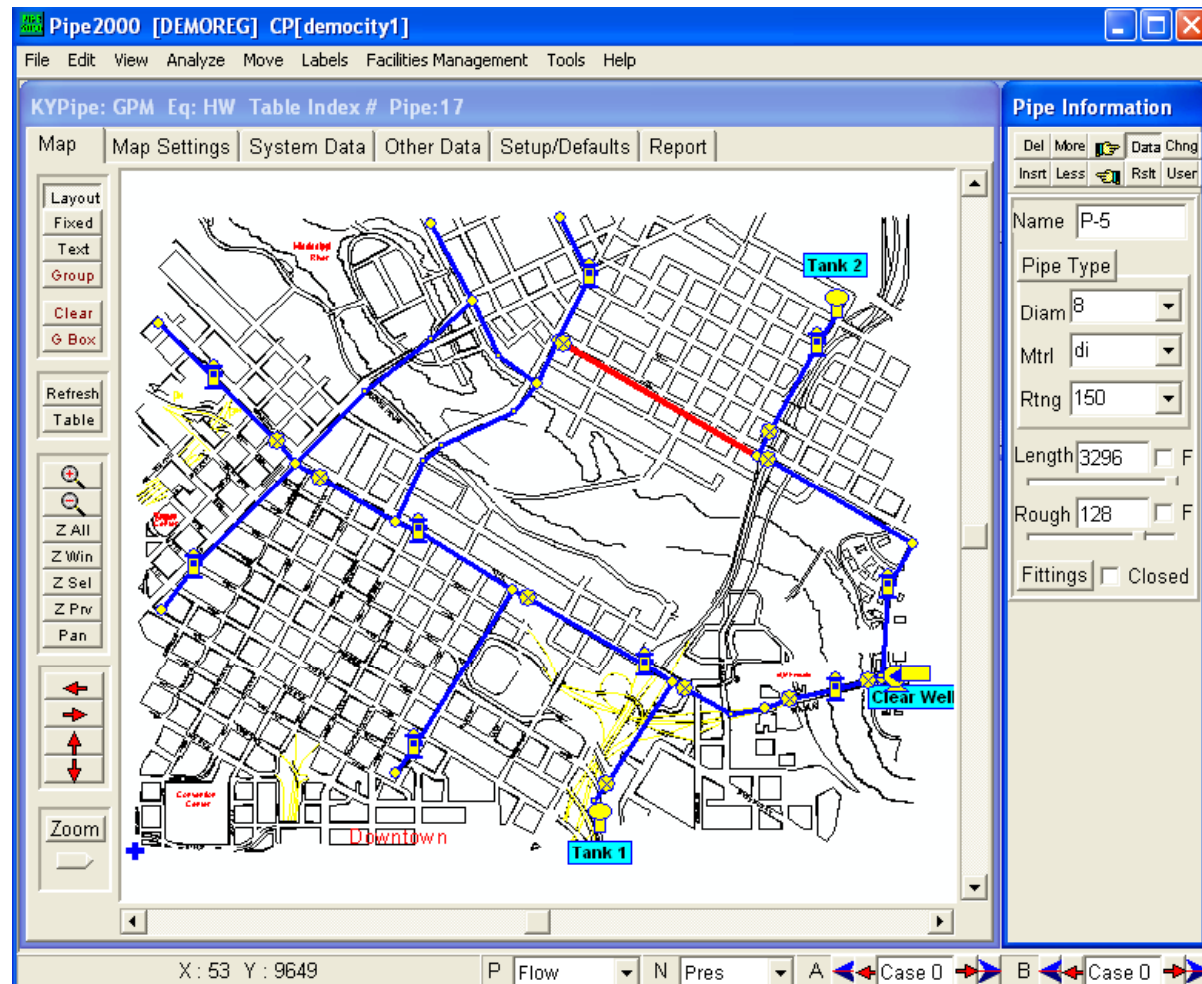 Pipe2000 [DEMOREG] CP[democity1]
File Edit View Analyze Move Labels Facilities Management Tools Help
KYPipe: GPM Eq: HW Table Index # Pipe:17
Map Map Settings System Data Other Data Setup/Defaults Report
Layout
Fixed
Text
Group
Clear
G Box
Refresh
Table
Z All
Z Win
Z Sel
Z Prv
Pan
Zoom
Mississippi
River
Tank 2
Clear Well
Convention
Center
Downtown
Tank 1
Pipe Information
Del More Data Chng
Insrt Less Rslt User
Name P-5
Pipe Type
Diam 8
Mtrl di
Rtng 150
Length 3296 F
Rough 128 F
Fittings Closed
X : 53 Y : 9649 P Flow N Pres A Case 0 B Case 0